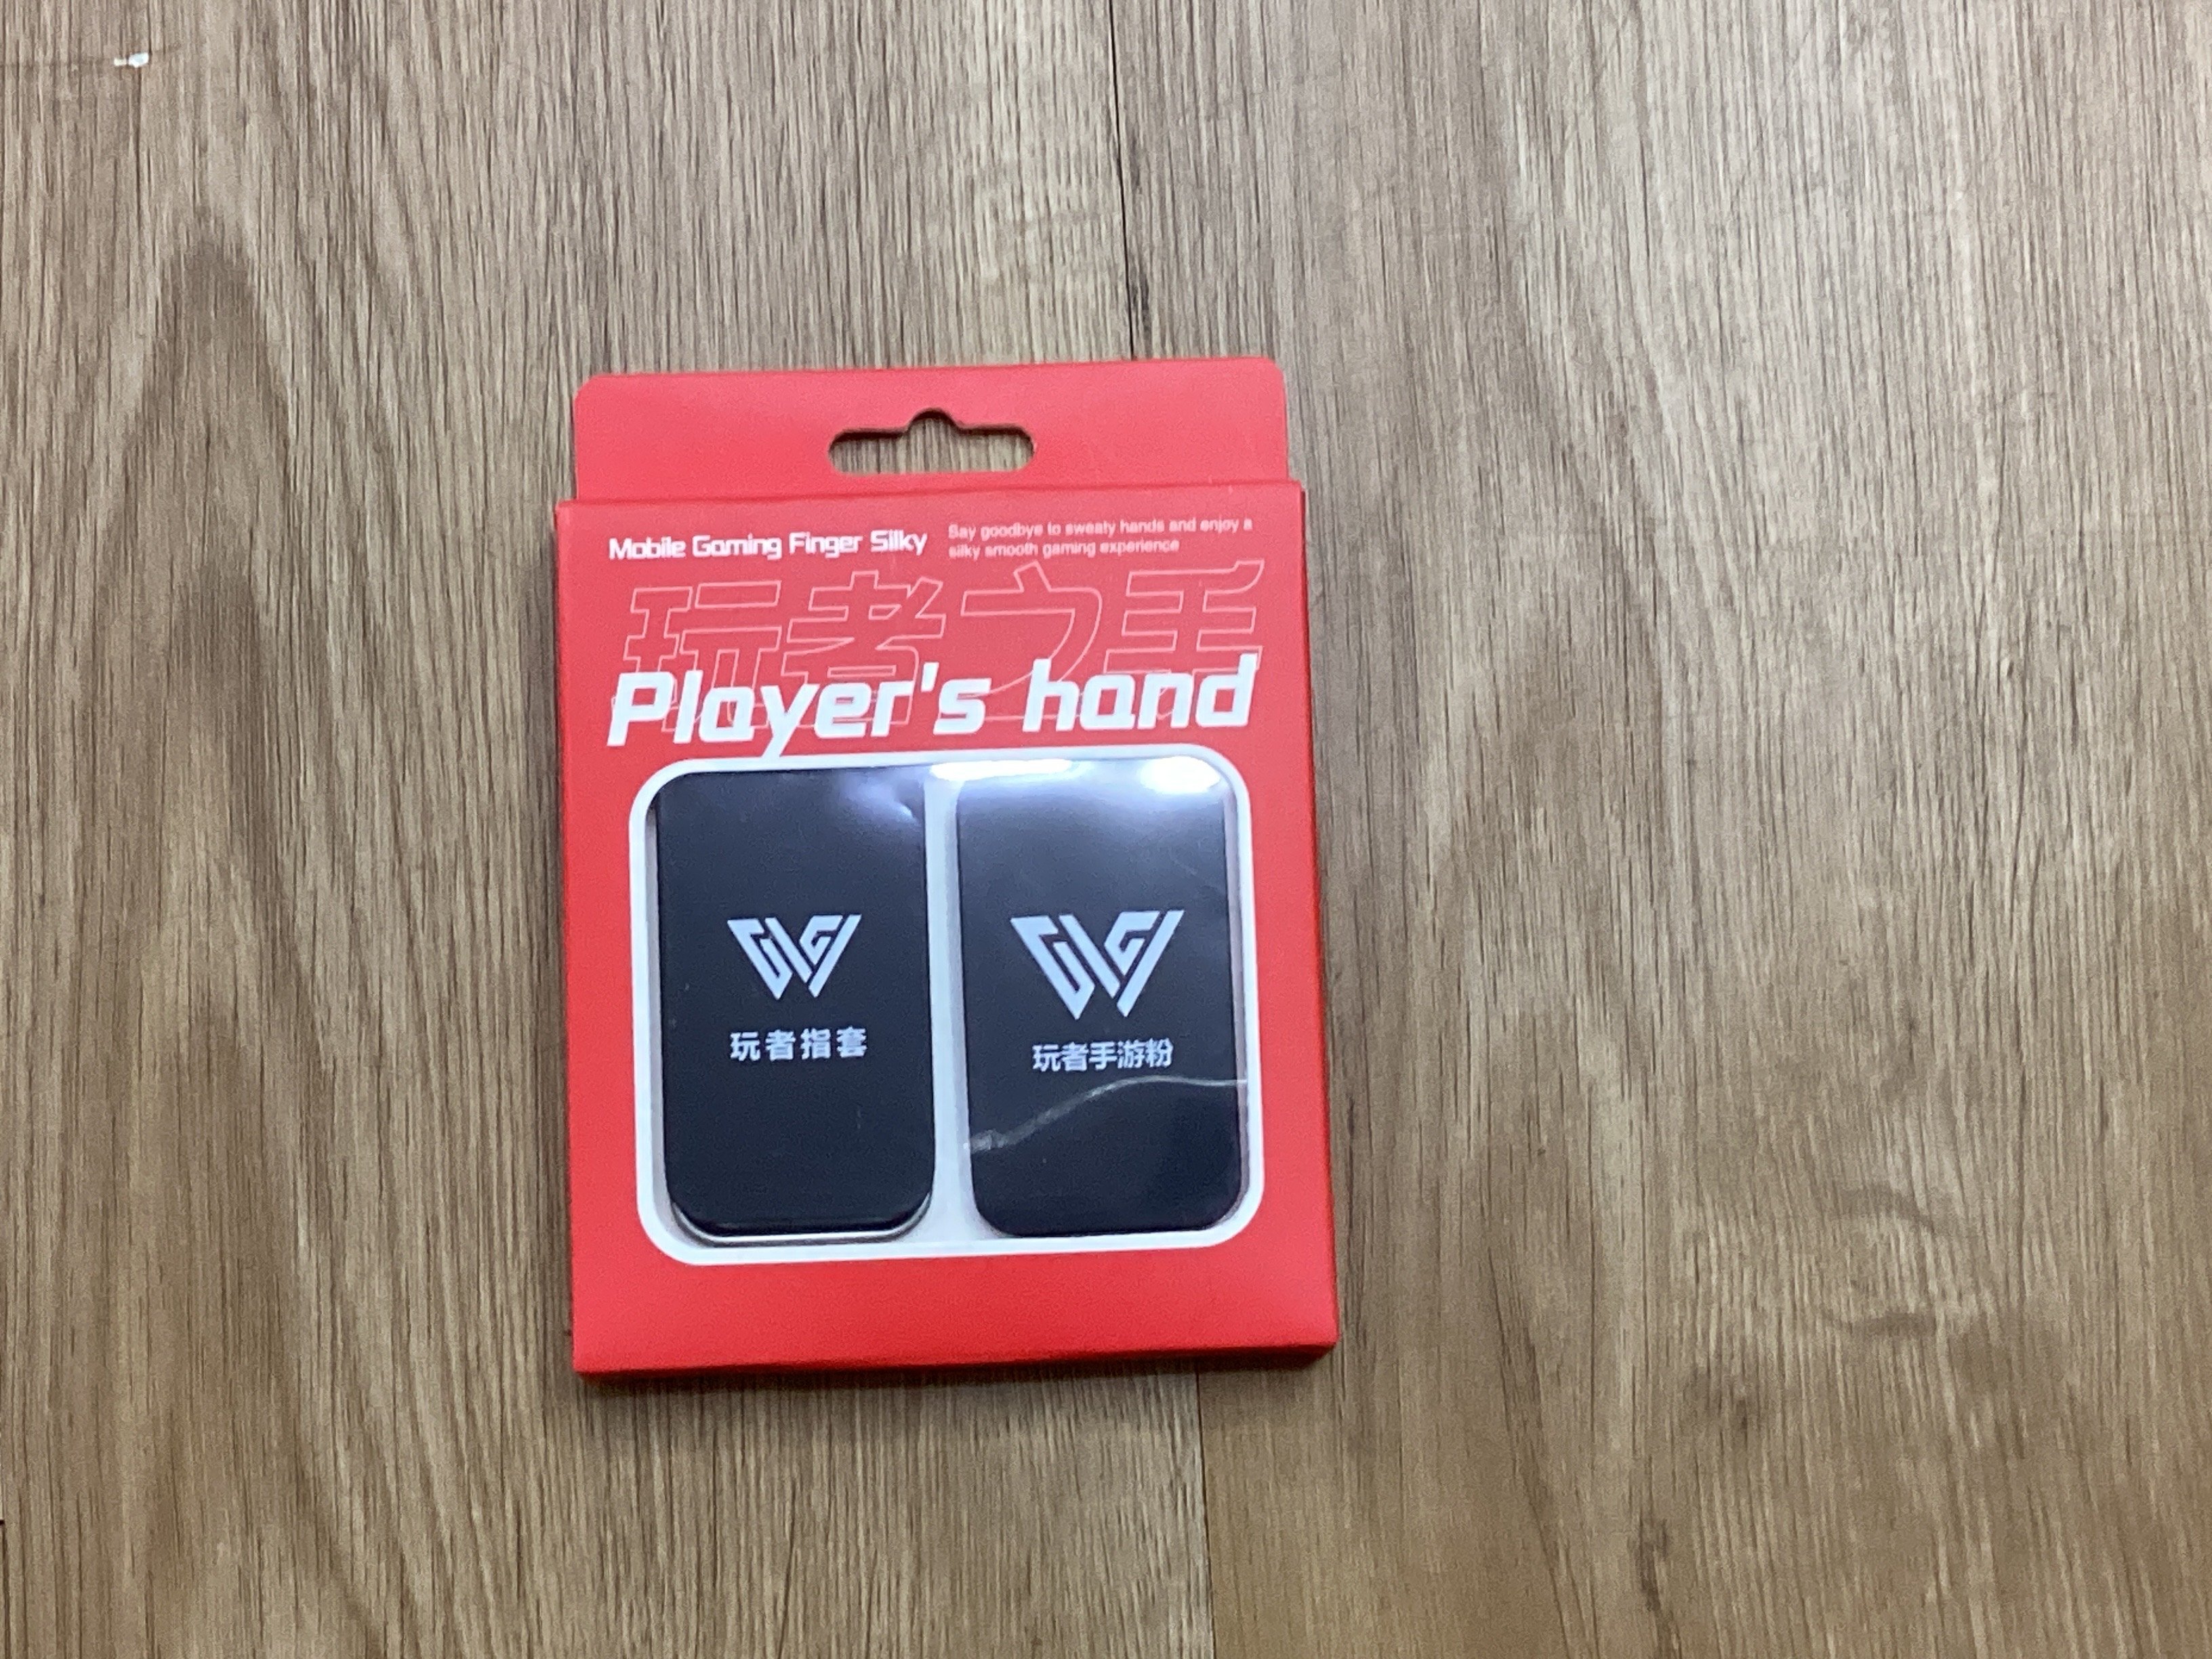 Mobile Gaming Finger Silky
Say goodbye to sweaty hands and enjoy a
silky smooth gaming experience
玩者之手
Player's hand
玩者指套
玩者手游粉